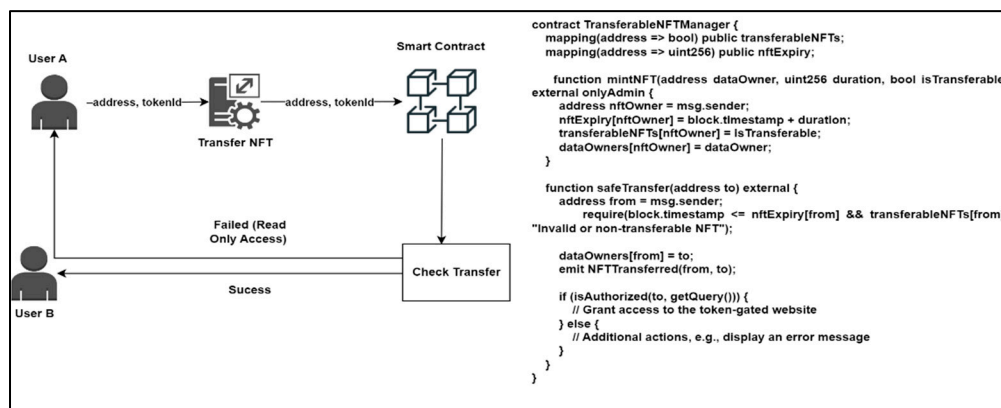 User A
Smart Contract
–address, tokenId
address, tokenId
Transfer NFT
Failed (Read
Only Access)
Check Transfer
Sucess
User B
contract TransferableNFTManager {
mapping(address => bool) public transferableNFTs;
mapping(address => uint256) public nftExpiry;
function mintNFT(address dataOwner, uint256 duration, bool isTransferable
external onlyAdmin {
address nftOwner = msg.sender;
nftExpiry[nftOwner] = block.timestamp + duration;
transferableNFTs[nftOwner] = isTransferable;
dataOwners[nftOwner] = dataOwner;
}
function safeTransfer(address to) external {
address from = msg.sender;
require(block.timestamp <= nftExpiry[from] && transferableNFTs[from
"Invalid or non-transferable NFT");
dataOwners[from] = to;
emit NFTTransferred(from, to);
if (isAuthorized(to, getQuery())) {
// Grant access to the token-gated website
} else {
// Additional actions, e.g., display an error message
}
}
}